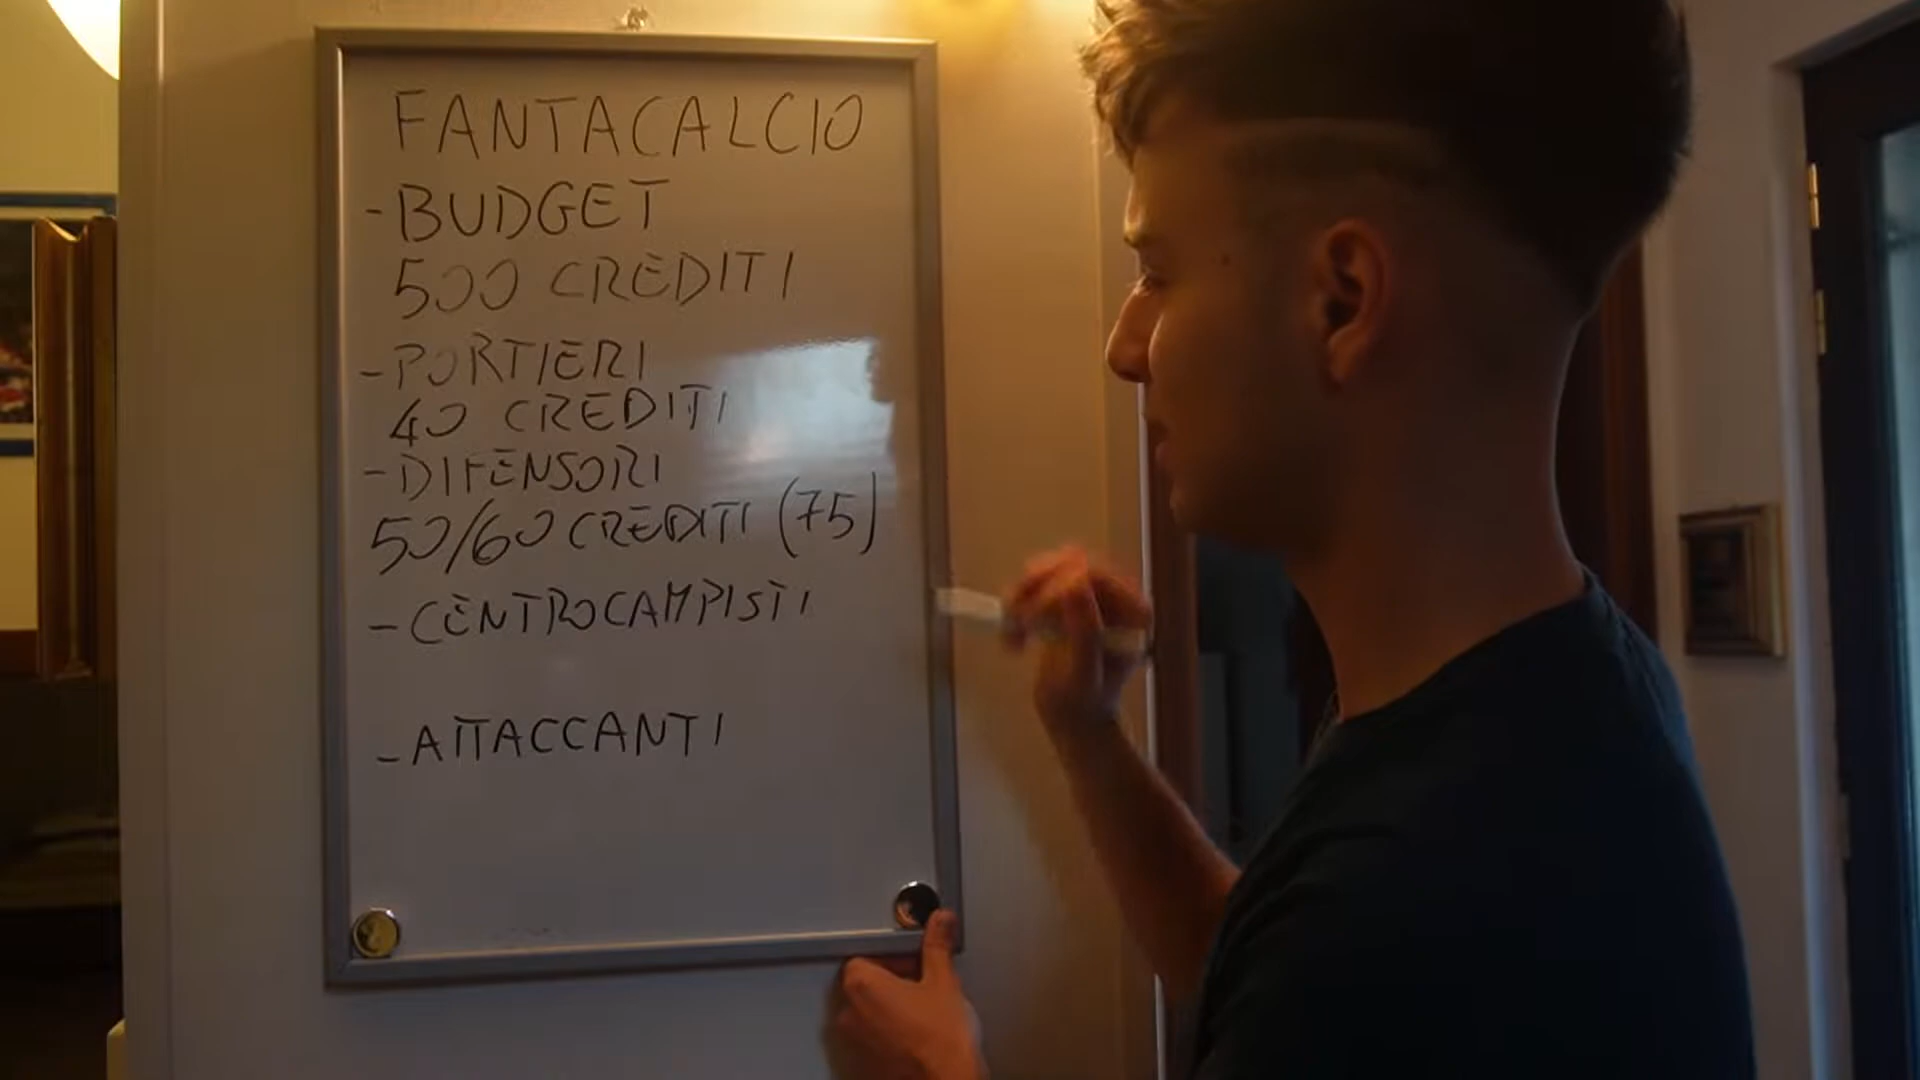 FANTACALCIO
- BUDGET
500 CREDITI
- PORTIERI
40 CREDITI
- DIFENSORI
50/60 CREDITI (75)
- CENTROCAMPISTI
- ATTACCANTI